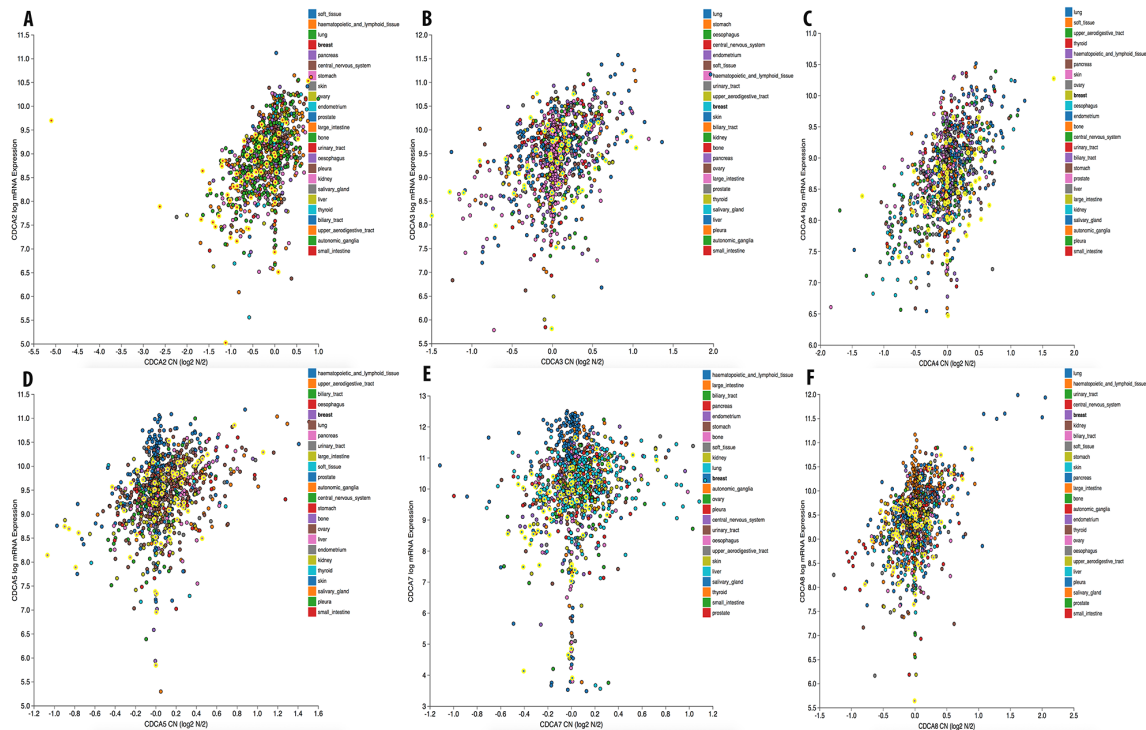 A
CDCA2 log mRNA Expression
11.5
11.0
10.5
10.0
9.5
9.0
8.5
8.0
7.5
7.0
6.5
6.0
5.5
5.0
-5.5 -5.0 -4.5 -4.0 -3.5 -3.0 -2.5 -2.0 -1.5 -1.0 -0.5 0.0 0.5 1.0
CDCA2 CN (log2 N/2)
soft_tissue
haematopoietic_and_lymphoid_tissue
lung
breast
pancreas
central_nervous_system
stomach
skin
ovary
endometrium
prostate
large_intestine
bone
urinary_tract
oesophagus
pleura
kidney
salivary_gland
liver
thyroid
biliary_tract
upper_aerodigestive_tract
autonomic_ganglia
small_intestine
B
CDCA3 log mRNA Expression
11.5
11.0
10.5
10.0
9.5
9.0
8.5
8.0
7.5
7.0
6.5
6.0
5.5
-1.5 -1.0 -0.5 0.0 0.5 1.0 1.5 2.0
CDCA3 CN (log2 N/2)
lung
stomach
oesophagus
central_nervous_system
endometrium
soft_tissue
haematopoietic_and_lymphoid_tissue
urinary_tract
upper_aerodigestive_tract
breast
skin
biliary_tract
kidney
bone
pancreas
ovary
large_intestine
prostate
thyroid
salivary_gland
liver
pleura
autonomic_ganglia
small_intestine
C
CDCA4 log mRNA Expression
11.0
10.5
10.0
9.5
9.0
8.5
8.0
7.5
7.0
6.5
6.0
-2.0 -1.5 -1.0 -0.5 0.0 0.5 1.0 1.5 2.0
CDCA4 CN (log2 N/2)
lung
soft_tissue
upper_aerodigestive_tract
thyroid
haematopoietic_and_lymphoid_tissue
pancreas
skin
ovary
breast
oesophagus
endometrium
bone
central_nervous_system
urinary_tract
biliary_tract
stomach
prostate
liver
large_intestine
kidney
salivary_gland
autonomic_ganglia
pleura
small_intestine
D
CDCA5 log mRNA Expression
11.5
11.0
10.5
10.0
9.5
9.0
8.5
8.0
7.5
7.0
6.5
6.0
5.5
5.0
-1.2 -1.0 -0.8 -0.6 -0.4 -0.2 0.0 0.2 0.4 0.6 0.8 1.0 1.2 1.4 1.6
CDCA5 CN (log2 N/2)
haematopoietic_and_lymphoid_tissue
upper_aerodigestive_tract
biliary_tract
oesophagus
breast
lung
pancreas
urinary_tract
large_intestine
soft_tissue
prostate
autonomic_ganglia
central_nervous_system
stomach
bone
ovary
liver
endometrium
kidney
thyroid
skin
salivary_gland
pleura
small_intestine
E
CDCA7 log mRNA Expression
13
12
11
10
9
8
7
6
5
4
3
-1.2 -1.0 -0.8 -0.6 -0.4 -0.2 -0.0 0.2 0.4 0.6 0.8 1.0 1.2
CDCA7 CN (log2 N/2)
haematopoietic_and_lymphoid_tissue
large_intestine
biliary_tract
pancreas
endometrium
stomach
bone
soft_tissue
kidney
lung
breast
autonomic_ganglia
ovary
pleura
central_nervous_system
urinary_tract
oesophagus
upper_aerodigestive_tract
skin
liver
salivary_gland
thyroid
small_intestine
prostate
F
CDCA8 log mRNA Expression
12.0
11.5
11.0
10.5
10.0
9.5
9.0
8.5
8.0
7.5
7.0
6.5
6.0
5.5
-1.5 -1.0 -0.5 0.0 0.5 1.0 1.5 2.0 2.5
CDCA8 CN (log2 N/2)
lung
haematopoietic_and_lymphoid_tissue
urinary_tract
central_nervous_system
breast
kidney
biliary_tract
soft_tissue
stomach
skin
pancreas
large_intestine
bone
autonomic_ganglia
endometrium
thyroid
ovary
oesophagus
upper_aerodigestive_tract
liver
pleura
salivary_gland
prostate
small_intestine